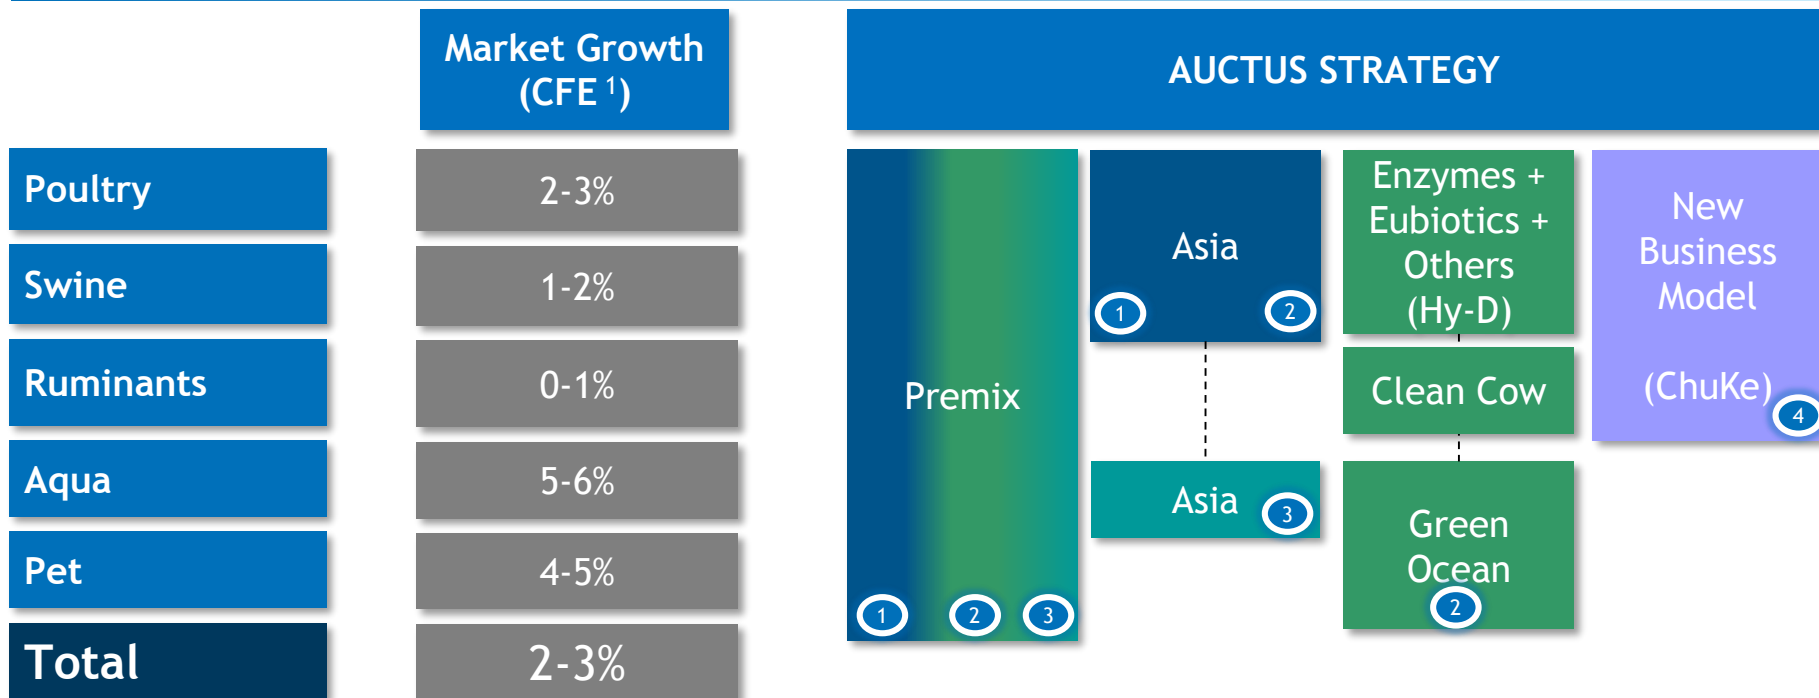 Market Growth
(CFE ¹)
AUCTUS STRATEGY
Poultry
2-3%
Swine
1-2%
Ruminants
0-1%
Aqua
5-6%
Pet
4-5%
Total
2-3%
Premix
1
2
3
Asia
1
2
Asia
3
Enzymes +
Eubiotics +
Others
(Hy-D)
Clean Cow
Green
Ocean
2
New
Business
Model
(ChuKe)
4